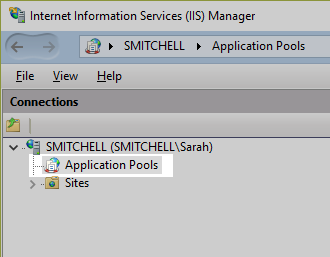 Internet Information Services (IIS) Manager
SMITCHELL Application Pools
File View Help
Connections
SMITCHELL (SMITCHELL\Sarah)
Application Pools
Sites